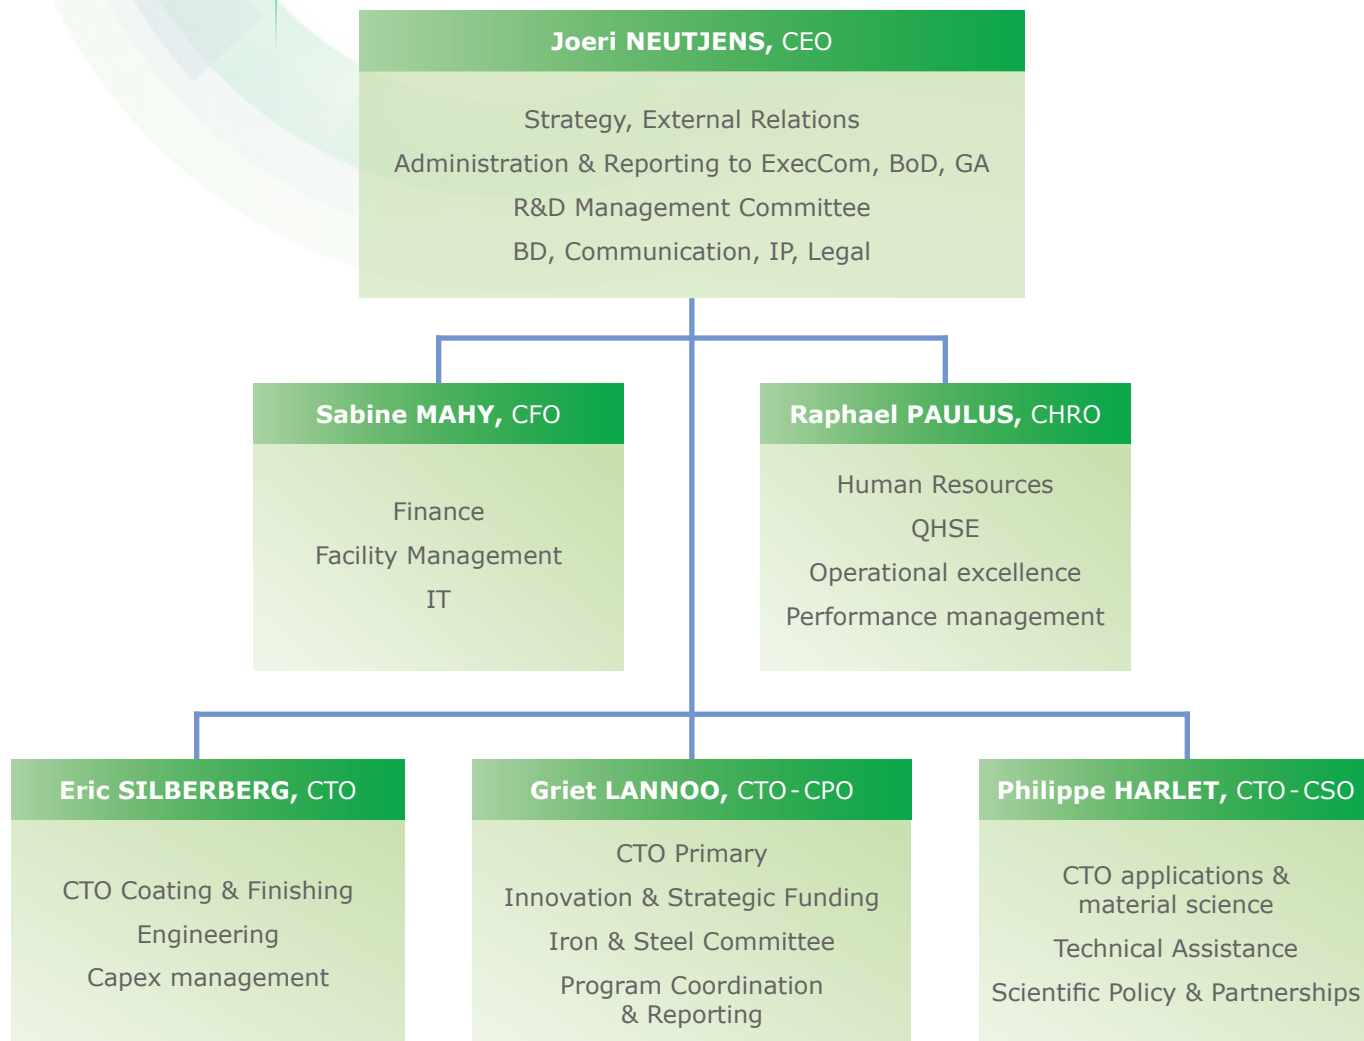 Joeri NEUTJENS, CEO
Strategy, External Relations
Administration & Reporting to ExecCom, BoD, GA
R&D Management Committee
BD, Communication, IP, Legal
Sabine MAHY, CFO
Finance
Facility Management
IT
Raphael PAULUS, CHRO
Human Resources
QHSE
Operational excellence
Performance management
Eric SILBERBERG, CTO
CTO Coating & Finishing
Engineering
Capex management
Griet LANNOO, CTO-CPO
CTO Primary
Innovation & Strategic Funding
Iron & Steel Committee
Program Coordination
& Reporting
Philippe HARLET, CTO-CSO
CTO applications &
material science
Technical Assistance
Scientific Policy & Partnerships